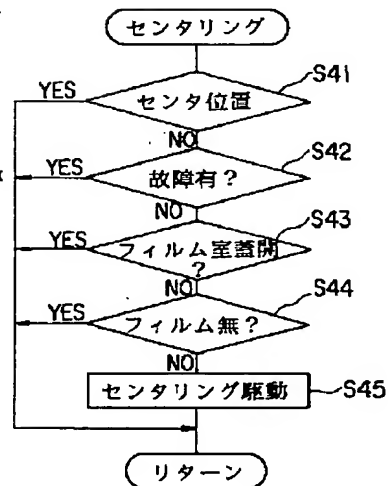 センタリング
S41
YES
センタ位置
NO
S42
YES
故障有?
NO
S43
YES
フィルム室蓋開
?
NO
S44
YES
フィルム無?
NO
センタリング駆動
S45
リターン